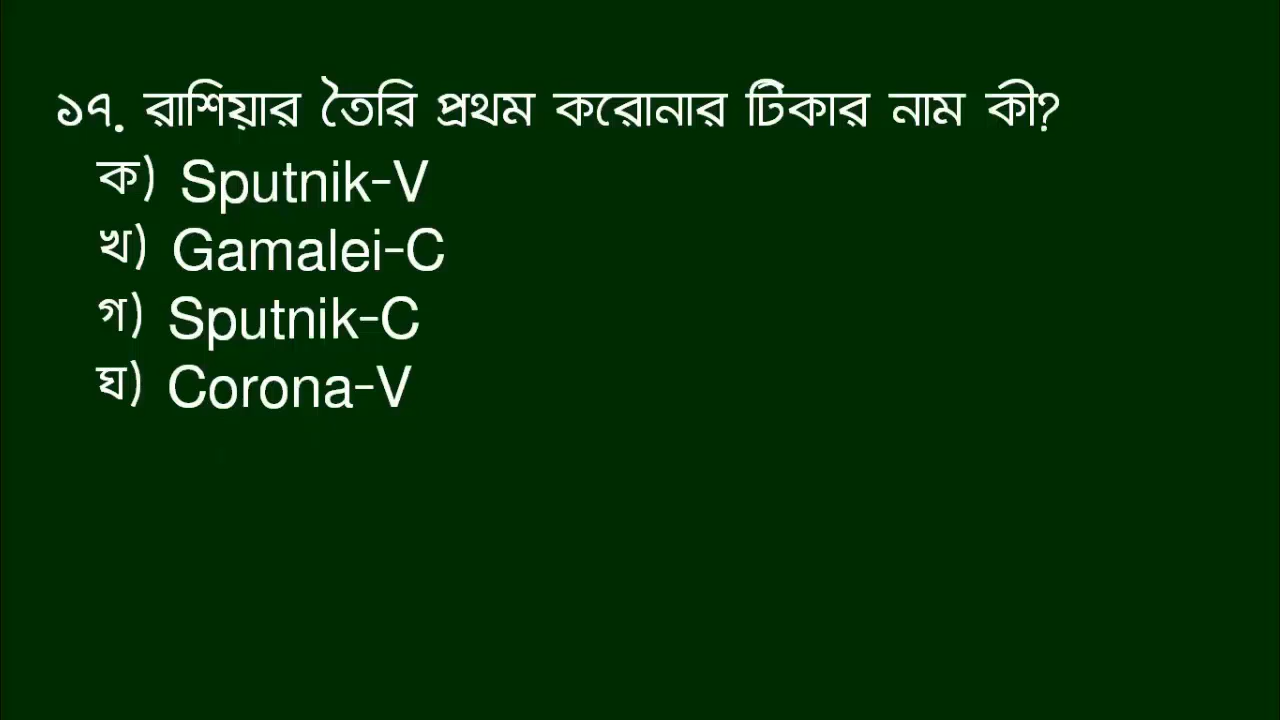 ১৭. রাশিয়ার তৈরি প্রথম করোনার টিকার নাম কী?
ক) Sputnik-V
খ) Gamalei-C
গ) Sputnik-C
ঘ) Corona-V